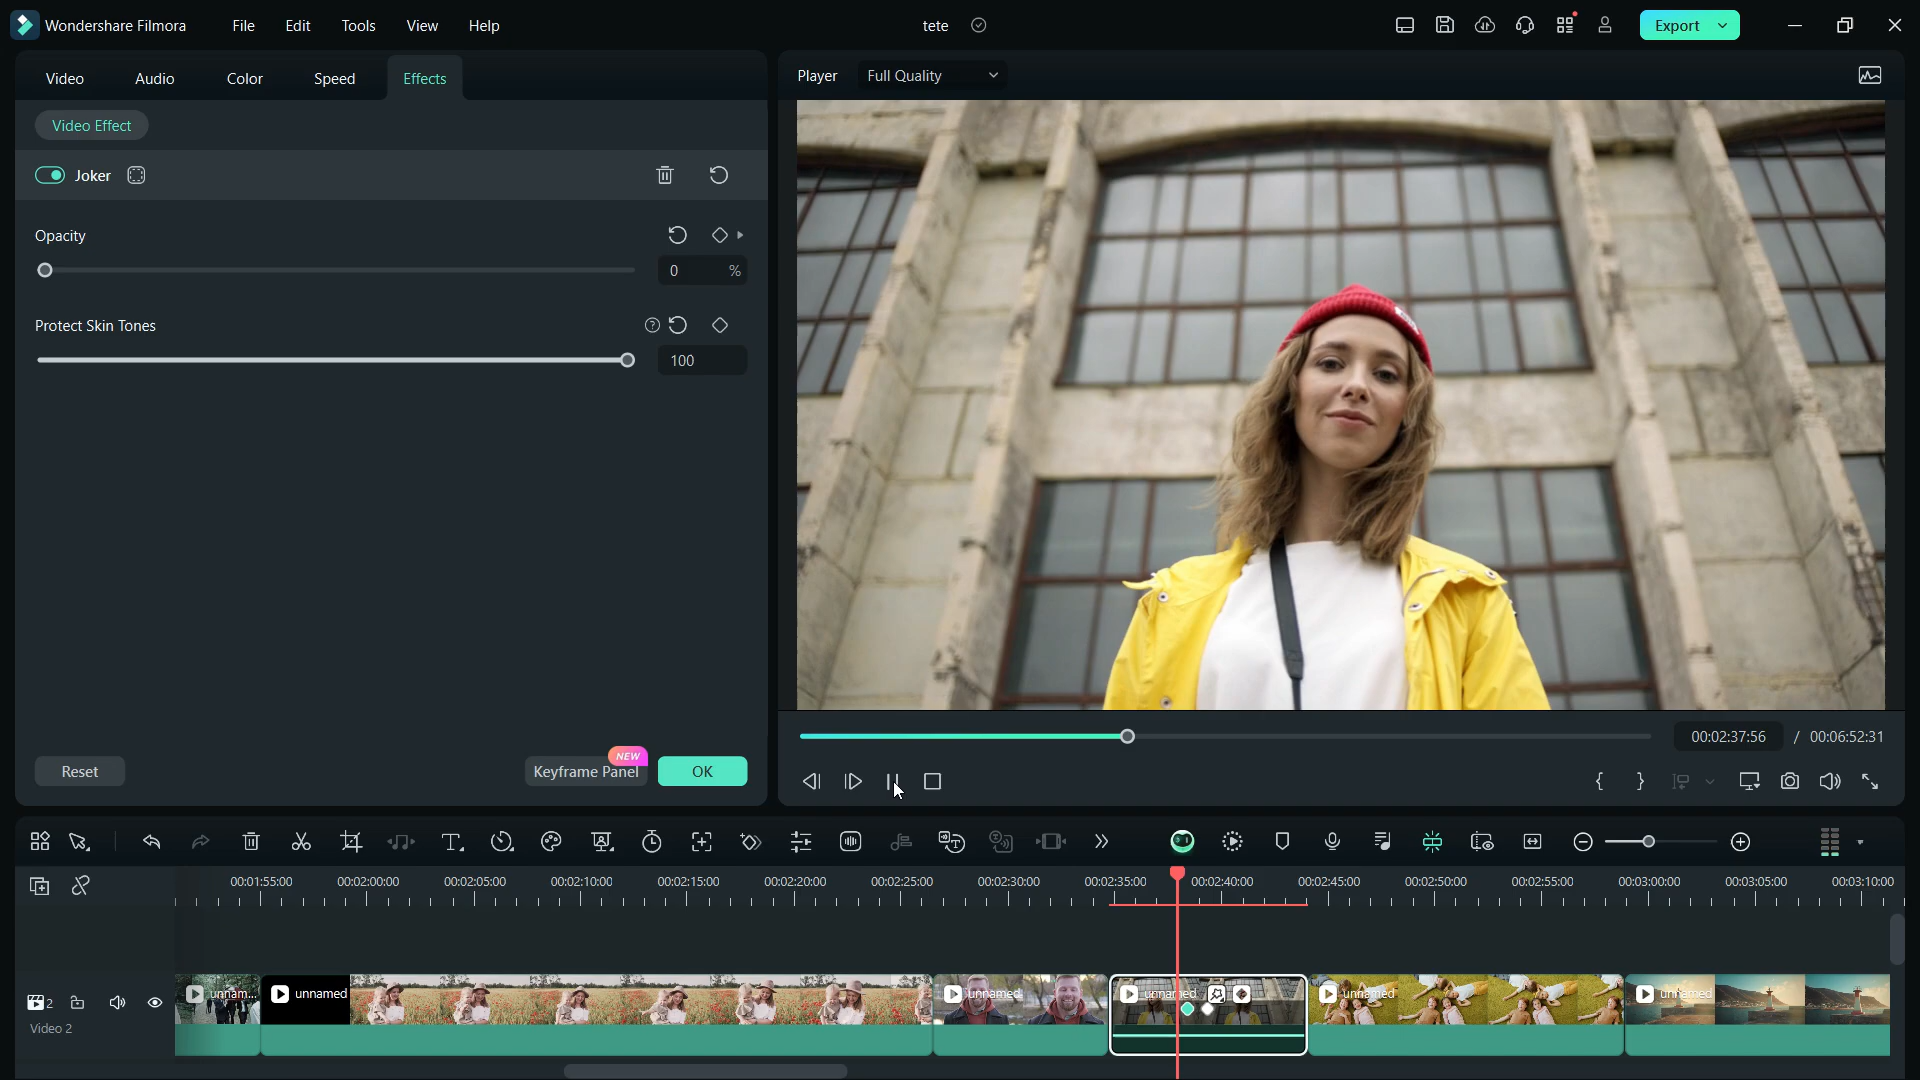 Wondershare Filmora
File
Edit
Tools
View
Help
tete
Export
Video
Audio
Color
Speed
Effects
Player
Full Quality
Video Effect
Joker
Opacity
0 %
Protect Skin Tones
100
Reset
NEW
Keyframe Panel
OK
00:02:37:56 / 00:06:52:31
00:01:55:00
00:02:00:00
00:02:05:00
00:02:10:00
00:02:15:00
00:02:20:00
00:02:25:00
00:02:30:00
00:02:35:00
00:02:40:00
00:02:45:00
00:02:50:00
00:02:55:00
00:03:00:00
00:03:05:00
00:03:10:00
2
Video 2
unnam...
unnamed
unnamed
unnamed
unnamed
unnamed